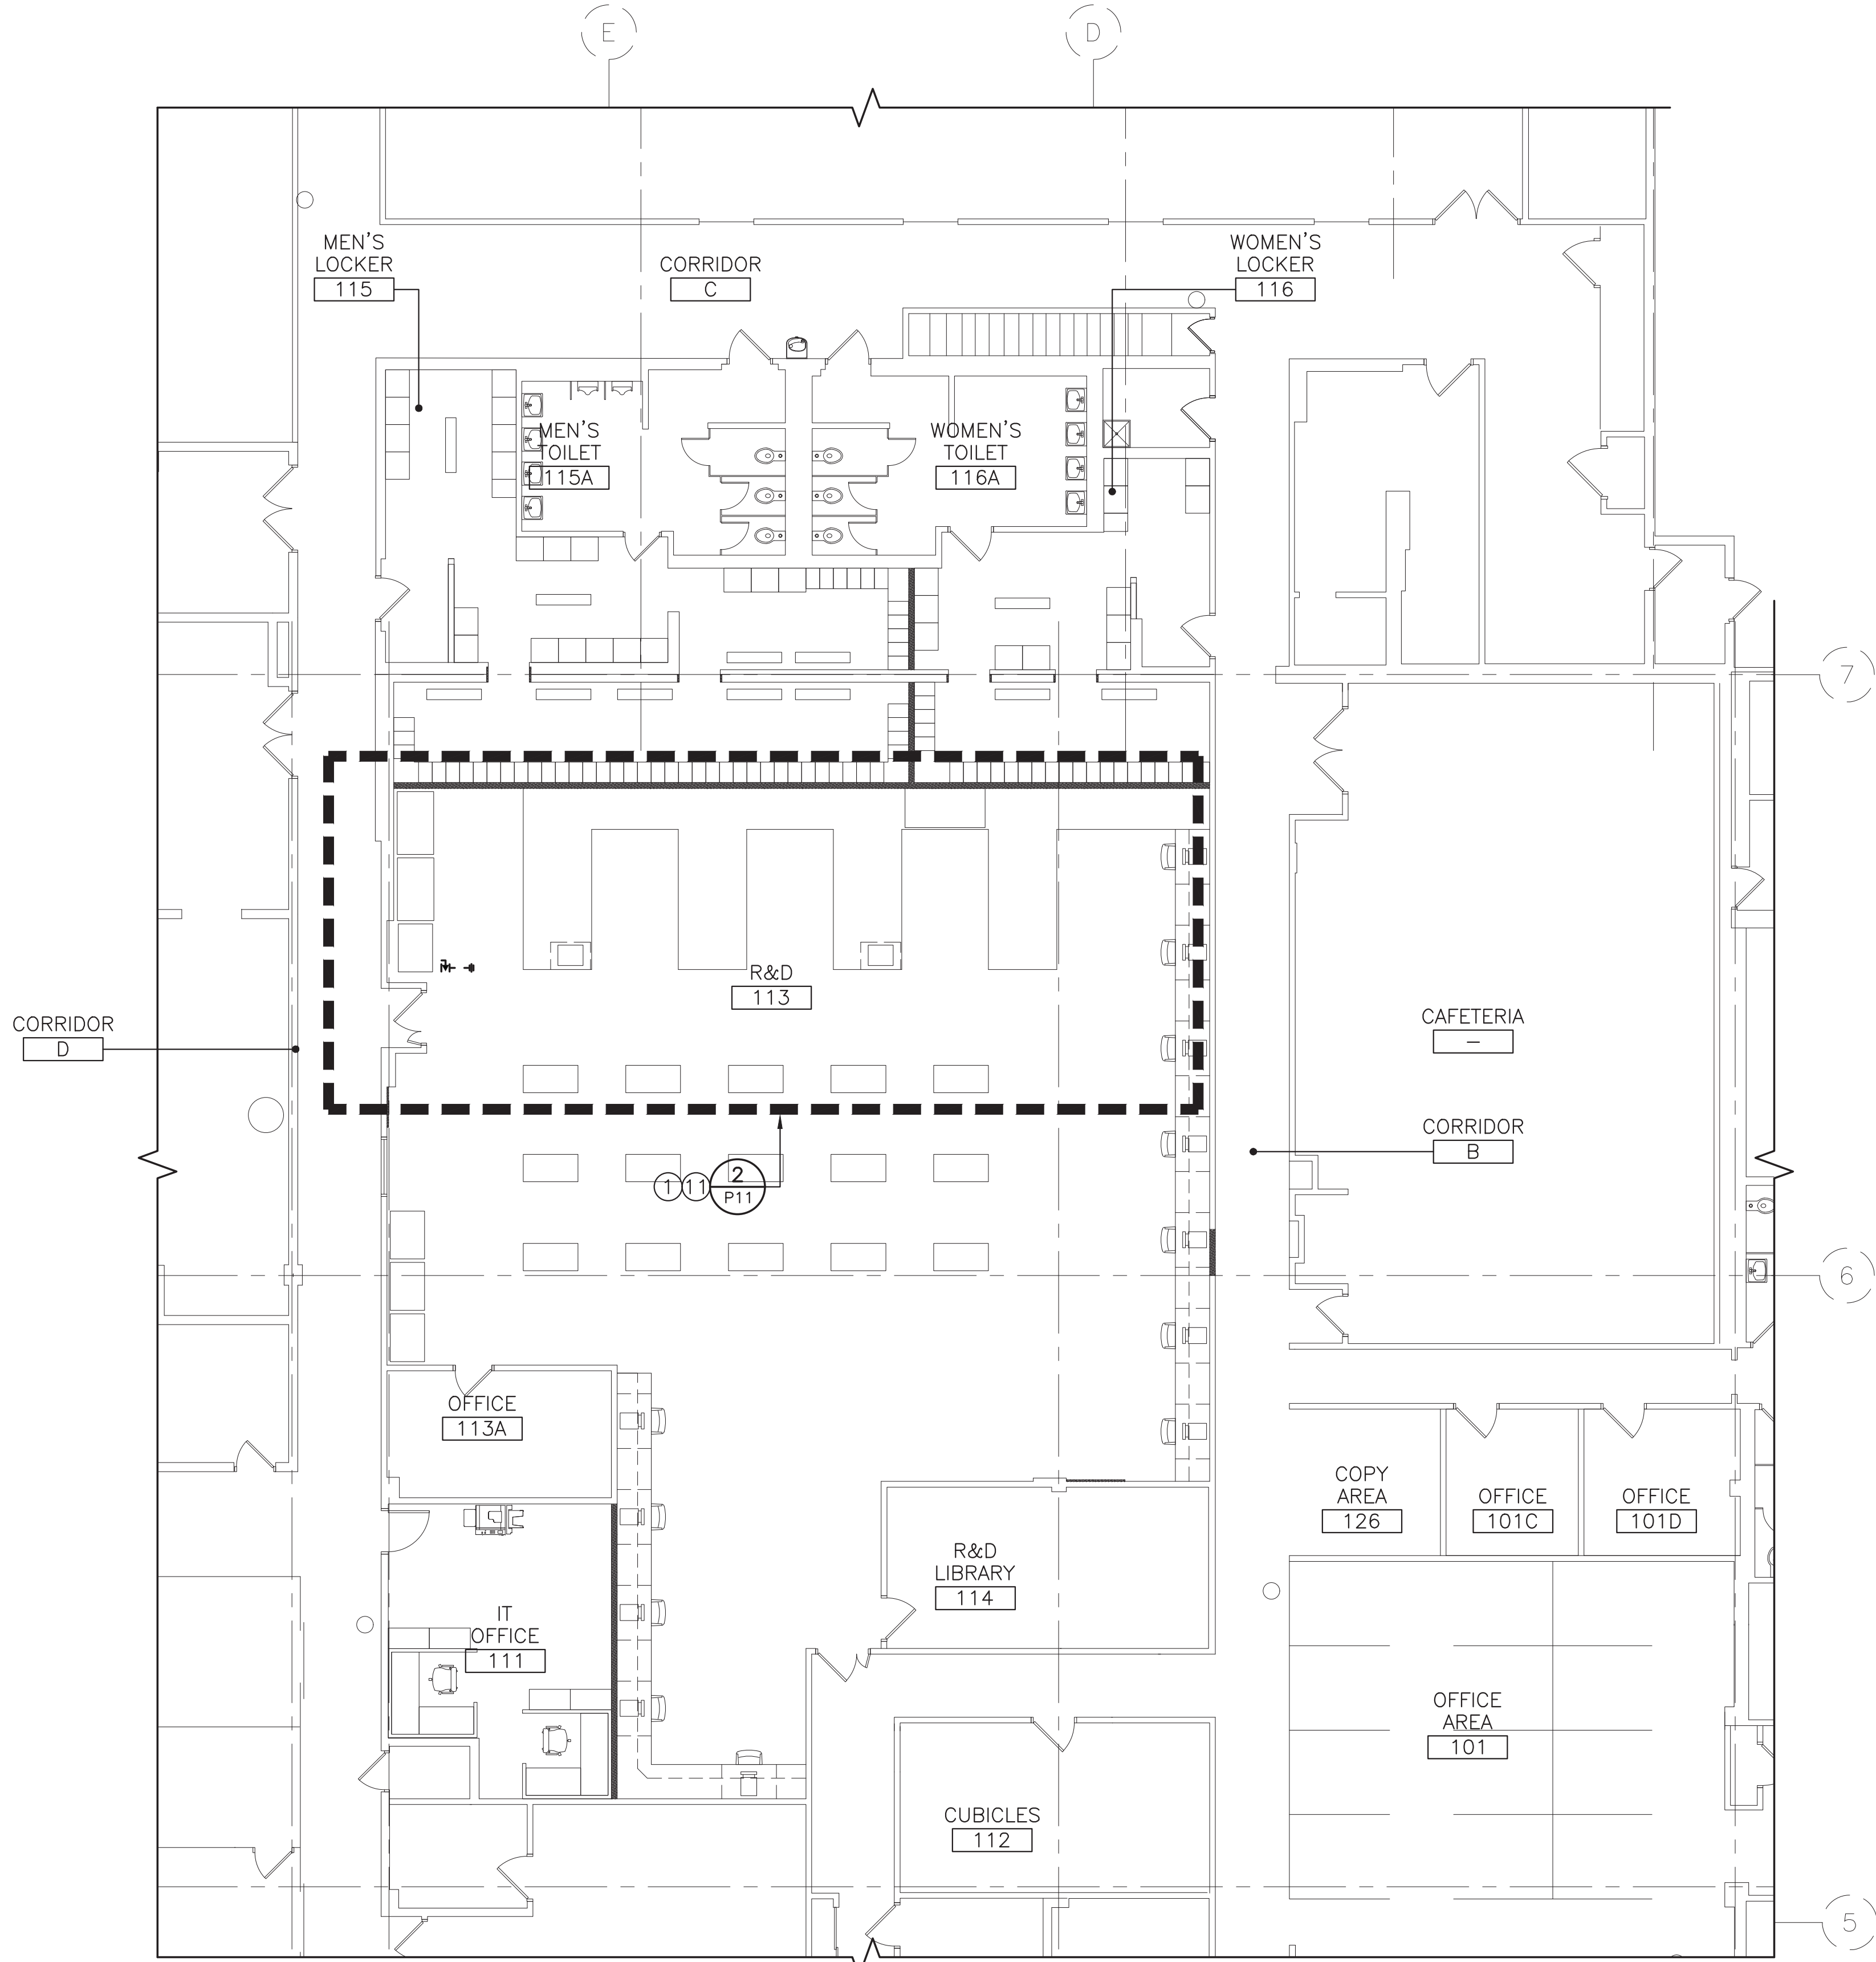 E
D
MEN'S
LOCKER
115
CORRIDOR
C
WOMEN'S
LOCKER
116
MEN'S
TOILET
115A
WOMEN'S
TOILET
116A
7
R&D
113
CORRIDOR
D
CAFETERIA
–
CORRIDOR
B
1
11
2
P11
6
OFFICE
113A
COPY
AREA
126
OFFICE
101C
OFFICE
101D
R&D
LIBRARY
114
IT
OFFICE
111
OFFICE
AREA
101
CUBICLES
112
5